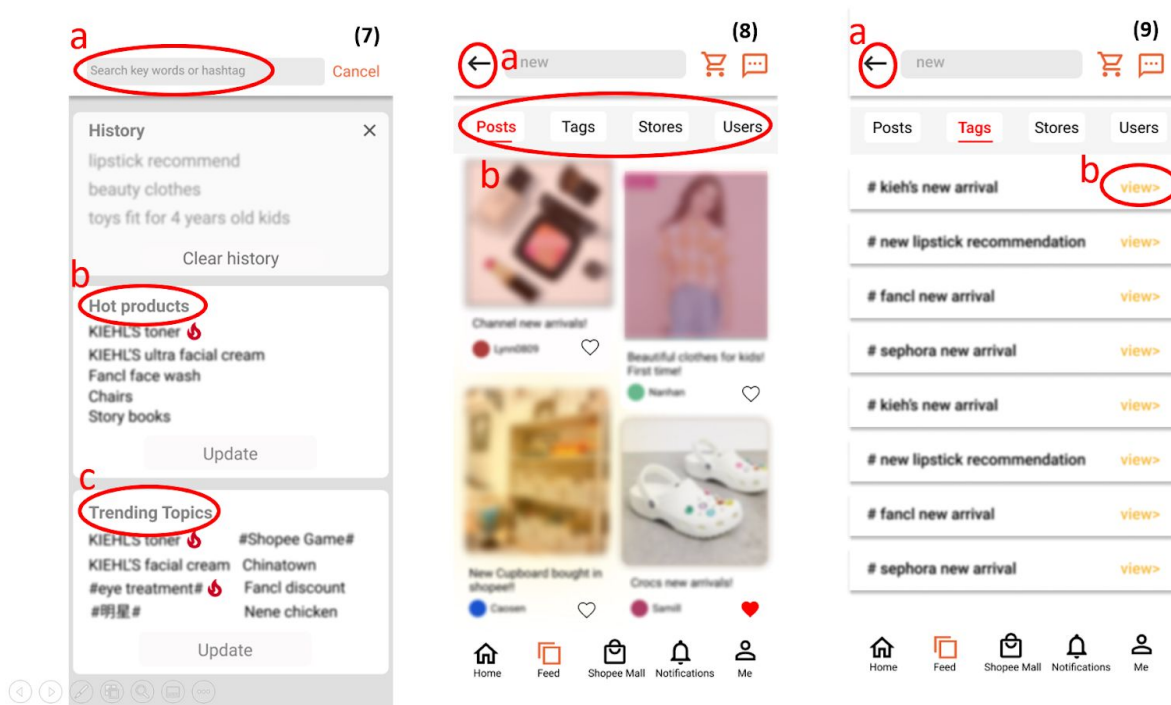 a
(7)
Search key words or hashtag
Cancel
History
lipstick recommend
beauty clothes
toys fit for 4 years old kids
Clear history
b
Hot products
KIEHL'S toner
KIEHL'S ultra facial cream
Fancl face wash
Chairs
Story books
Update
c
Trending Topics
KIEHL'S toner #Shopee Game#
KIEHL'S facial cream Chinatown
#eye treatment# Fancl discount
#明星# Nene chicken
Update
(8)
a
new
Posts Tags Stores Users
b
Channel new arrivals!
Lynn0809
Beautiful clothes for kids!
First time!
Nanhan
New Cupboard bought in
shopee!!
Caosen
Crocs new arrivals!
Samill
Home Feed Shopee Mall Notifications Me
(9)
a
new
Posts Tags Stores Users
b
# kieh's new arrival view>
# new lipstick recommendation view>
# fancl new arrival view>
# sephora new arrival view>
# kieh's new arrival view>
# new lipstick recommendation view>
# fancl new arrival view>
# sephora new arrival view>
Home Feed Shopee Mall Notifications Me